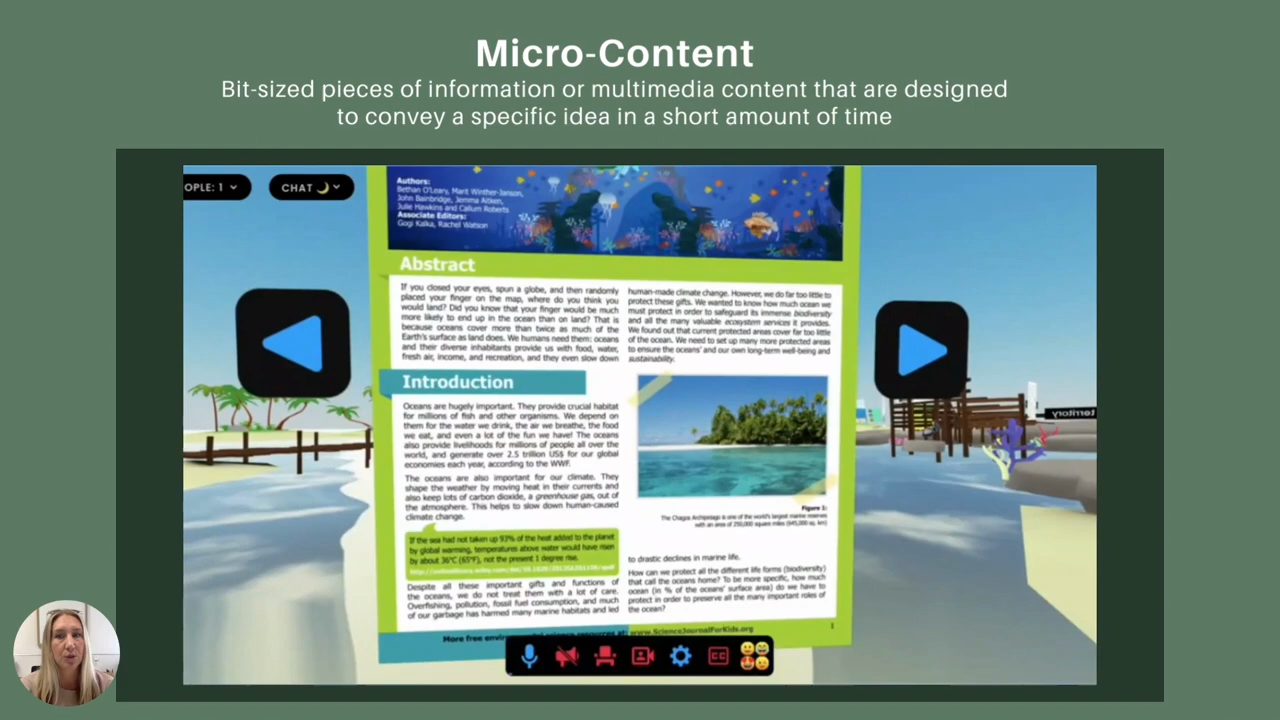 Micro-Content
Bit-sized pieces of information or multimedia content that are designed
to convey a specific idea in a short amount of time
OPLE: 1
CHAT
Authors:
Bethan O'Leary, Marit Winther-Janson,
John Bainbridge, Jemma Aitken,
Julie Hawkins and Callum Roberts
Associate Editors:
Gogi Kalka, Rachel Watson
Abstract
If you closed your eyes, spun a globe, and then randomly
placed your finger on the map, where do you think you
would land? Did you know that your finger would be much
more likely to end up in the ocean than on land? That is
because oceans cover more than twice as much of the
Earth's surface as land does. We humans need them: oceans
and their diverse inhabitants provide us with food, water,
fresh air, income, and recreation, and they even slow down
human-made climate change. However, we do far too little to
protect these gifts. We wanted to know how much ocean we
must protect in order to safeguard its immense biodiversity
and all the many valuable ecosystem services it provides.
We found out that current protected areas cover far too little
of the ocean. We need to set up many more protected areas
to ensure the oceans' and our own long-term well-being and
sustainability.
Introduction
Oceans are hugely important. They provide crucial habitat
for millions of fish and other organisms. We depend on
them for the water we drink, the air we breathe, the food
we eat, and even a lot of the fun we have! The oceans
also provide livelihoods for millions of people all over the
world, and generate over 2.5 trillion US$ for our global
economies each year, according to the WWF.
The oceans are also important for our climate. They
shape the weather by moving heat in their currents and
also keep lots of carbon dioxide, a greenhouse gas, out of
the atmosphere. This helps to slow down human-caused
climate change.
If the sea had not taken up 93% of the heat added to the planet
by global warming, temperatures above water would have risen
by about 36°C (65°F), not the present 1 degree rise.
Despite all these important gifts and functions of
the oceans, we do not treat them with a lot of care.
Overfishing, pollution, fossil fuel consumption, and much
of our garbage has harmed many marine habitats and led
Figure 1:
The Chagos Archipelago is one of the world's largest marine reserves
with an area of 250,000 square miles (640,000 sq. km)
to drastic declines in marine life.
How can we protect all the different life forms (biodiversity)
that call the oceans home? To be more specific, how much
ocean (in % of the oceans' surface area) do we have to
protect in order to preserve all the many important roles of
the ocean?
More free science resources at: www.ScienceJournalForKids.org
1
territory
CC